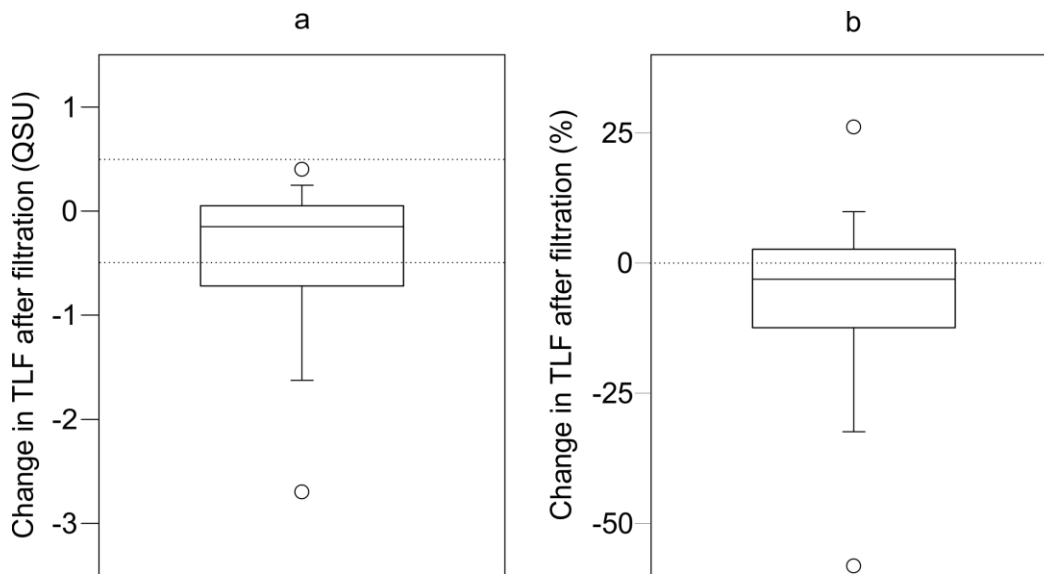 a
Change in TLF after filtration (QSU)
1
0
-1
-2
-3
b
Change in TLF after filtration (%)
25
0
-25
-50